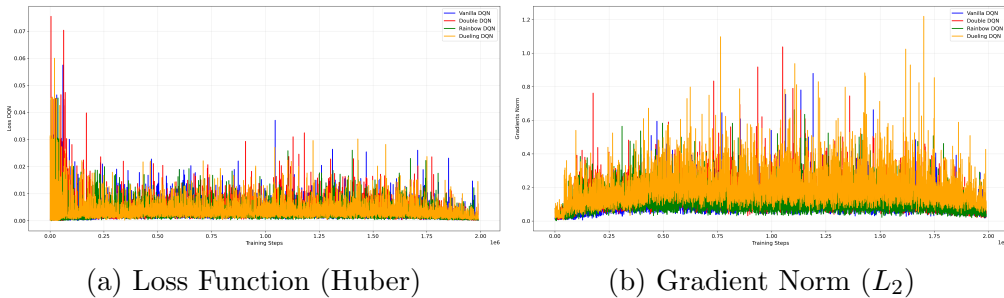 Vanilla DQN
Double DQN
Rainbow DQN
Dueling DQN
Loss DQN
0.07
0.06
0.05
0.04
0.03
0.02
0.01
0.00
0.00
0.25
0.50
0.75
1.00
1.25
1.50
1.75
2.00
1e6
Training Steps
(a) Loss Function (Huber)
Vanilla DQN
Double DQN
Rainbow DQN
Dueling DQN
Gradients Norm
1.2
1.0
0.8
0.6
0.4
0.2
0.0
0.00
0.25
0.50
0.75
1.00
1.25
1.50
1.75
2.00
1e6
Training Steps
(b) Gradient Norm (L₂)